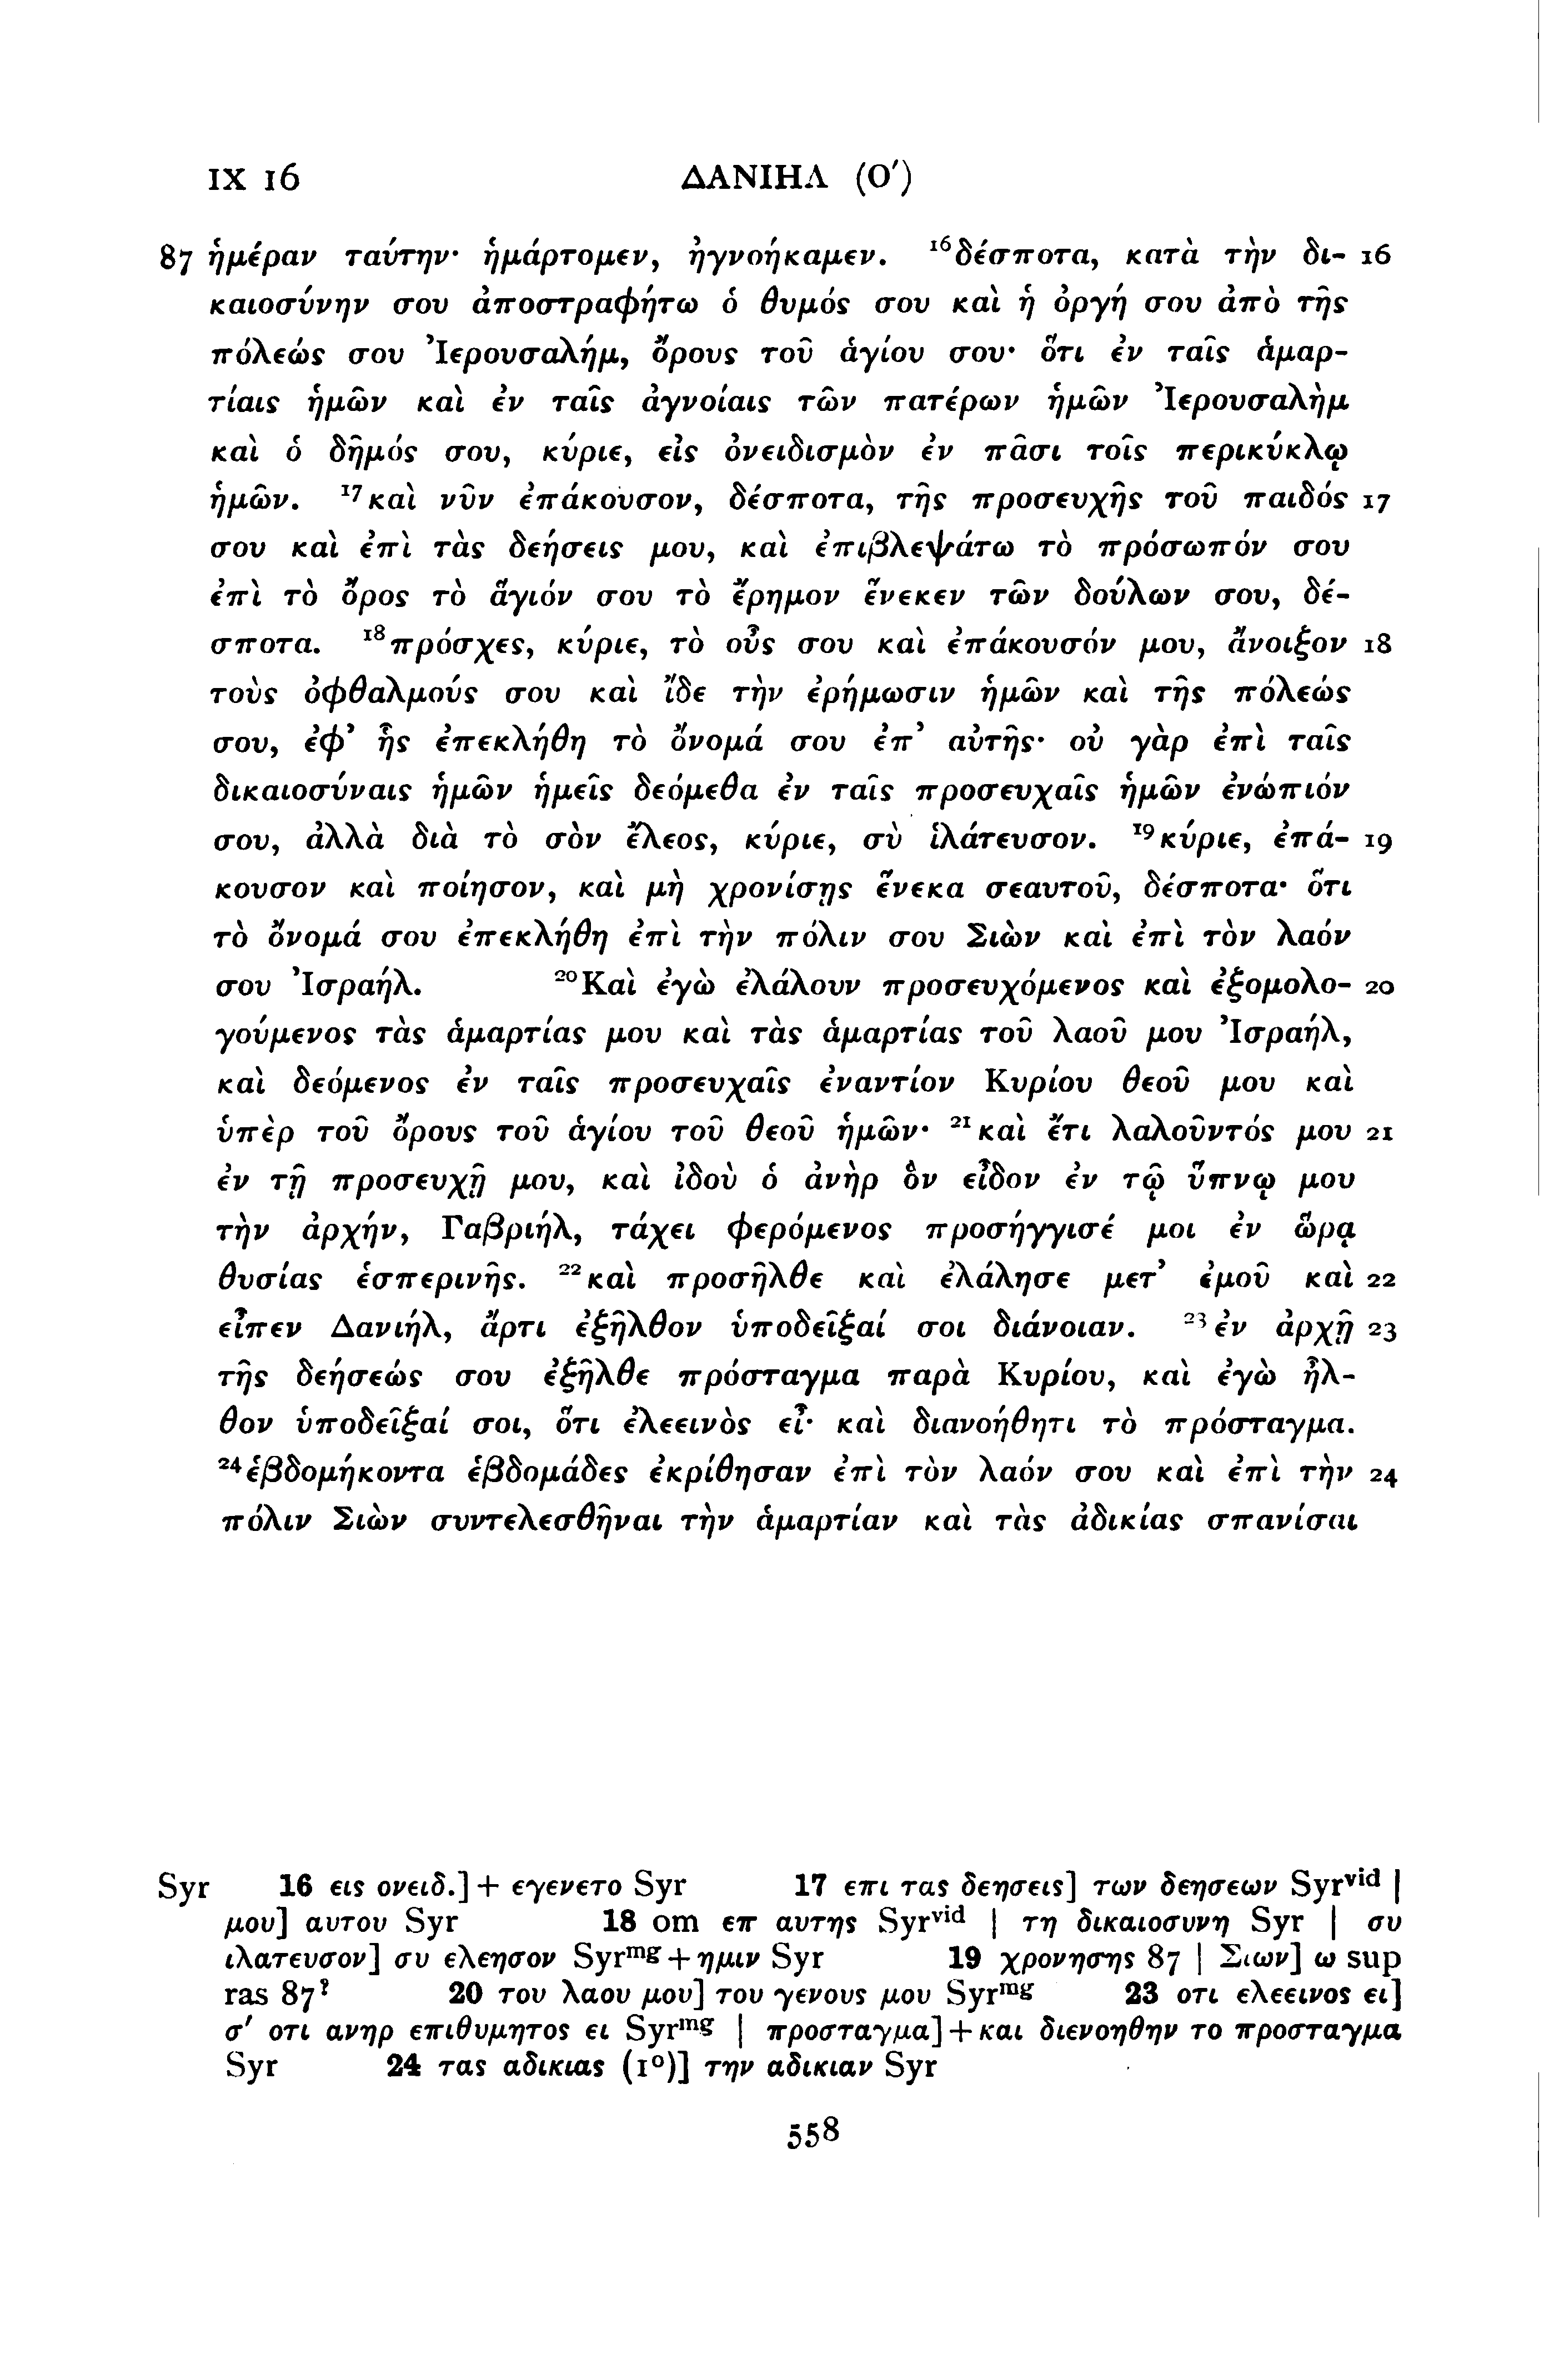 IX 16 ΔΑΝΙΗΛ (Ο′)
87 ἡμέραν ταύτην· ἡμάρτομεν, ἠγνοήκαμεν. ¹⁶δέσποτα, κατὰ τὴν δι- 16
καιοσύνην σου ἀποστραφήτω ὁ θυμός σου καὶ ἡ ὀργή σου ἀπὸ τῆς
πόλεώς σου Ἰερουσαλήμ, ὄρους τοῦ ἁγίου σου· ὅτι ἐν ταῖς ἁμαρ-
τίαις ἡμῶν καὶ ἐν ταῖς ἀγνοίαις τῶν πατέρων ἡμῶν Ἰερουσαλὴμ
καὶ ὁ δῆμός σου, κύριε, εἰς ὀνειδισμὸν ἐν πᾶσι τοῖς περικύκλῳ
ἡμῶν. ¹⁷καὶ νῦν ἐπάκουσον, δέσποτα, τῆς προσευχῆς τοῦ παιδός 17
σου καὶ ἐπὶ τὰς δεήσεις μου, καὶ ἐπιβλεψάτω τὸ πρόσωπόν σου
ἐπὶ τὸ ὄρος τὸ ἅγιόν σου τὸ ἔρημον ἕνεκεν τῶν δούλων σου, δέ-
σποτα. ¹⁸πρόσχες, κύριε, τὸ οὖς σου καὶ ἐπάκουσόν μου, ἄνοιξον 18
τοὺς ὀφθαλμούς σου καὶ ἴδε τὴν ἐρήμωσιν ἡμῶν καὶ τῆς πόλεώς
σου, ἐφ’ ἧς ἐπεκλήθη τὸ ὄνομά σου ἐπ’ αὐτῆς· οὐ γὰρ ἐπὶ ταῖς
δικαιοσύναις ἡμῶν ἡμεῖς δεόμεθα ἐν ταῖς προσευχαῖς ἡμῶν ἐνώπιόν
σου, ἀλλὰ διὰ τὸ σὸν ἔλεος, κύριε, σὺ ἱλάτευσον. ¹⁹κύριε, ἐπά- 19
κουσον καὶ ποίησον, καὶ μὴ χρονίσῃς ἕνεκα σεαυτοῦ, δέσποτα· ὅτι
τὸ ὄνομά σου ἐπεκλήθη ἐπὶ τὴν πόλιν σου Σιὼν καὶ ἐπὶ τὸν λαόν
σου Ἰσραήλ. ²⁰Καὶ ἐγὼ ἐλάλουν προσευχόμενος καὶ ἐξομολο- 20
γούμενος τὰς ἁμαρτίας μου καὶ τὰς ἁμαρτίας τοῦ λαοῦ μου Ἰσραήλ,
καὶ δεόμενος ἐν ταῖς προσευχαῖς ἐναντίον Κυρίου θεοῦ μου καὶ
ὑπὲρ τοῦ ὄρους τοῦ ἁγίου τοῦ θεοῦ ἡμῶν· ²¹καὶ ἔτι λαλοῦντός μου 21
ἐν τῇ προσευχῇ μου, καὶ ἰδοὺ ὁ ἀνὴρ ὃν εἶδον ἐν τῷ ὕπνῳ μου
τὴν ἀρχήν, Γαβριήλ, τάχει φερόμενος προσήγγισέ μοι ἐν ὥρᾳ
θυσίας ἑσπερινῆς. ²²καὶ προσῆλθε καὶ ἐλάλησε μετ’ ἐμοῦ καὶ 22
εἶπεν Δανιήλ, ἄρτι ἐξῆλθον ὑποδεῖξαί σοι διάνοιαν. ²³ἐν ἀρχῇ 23
τῆς δεήσεώς σου ἐξῆλθε πρόσταγμα παρὰ Κυρίου, καὶ ἐγὼ ἦλ-
θον ὑποδεῖξαί σοι, ὅτι ἐλεεινὸς εἶ· καὶ διανοήθητι τὸ πρόσταγμα.
²⁴ἑβδομήκοντα ἑβδομάδες ἐκρίθησαν ἐπὶ τὸν λαόν σου καὶ ἐπὶ τὴν 24
πόλιν Σιὼν συντελεσθῆναι τὴν ἁμαρτίαν καὶ τὰς ἀδικίας σπανίσαι
Syr 16 εις ονειδ.] + εγενετο Syr 17 επι τας δεησεις] των δεησεων Syrᵛⁱᵈ |
μου] αυτου Syr 18 om επ αυτης Syrᵛⁱᵈ | τη δικαιοσυνη Syr | συ
ιλατευσον] συ ελεησον Syrᵐᵍ + ημιν Syr 19 χρονησης 87 | Σιων] ω sup
ras 87ˀ 20 του λαου μου] του γενους μου Syrᵐᵍ 23 οτι ελεεινος ει]
σ′ οτι ανηρ επιθυμητος ει Syrᵐᵍ | προσταγμα] + και διενοηθην το προσταγμα
Syr 24 τας αδικιας (1°)] την αδικιαν Syr
558